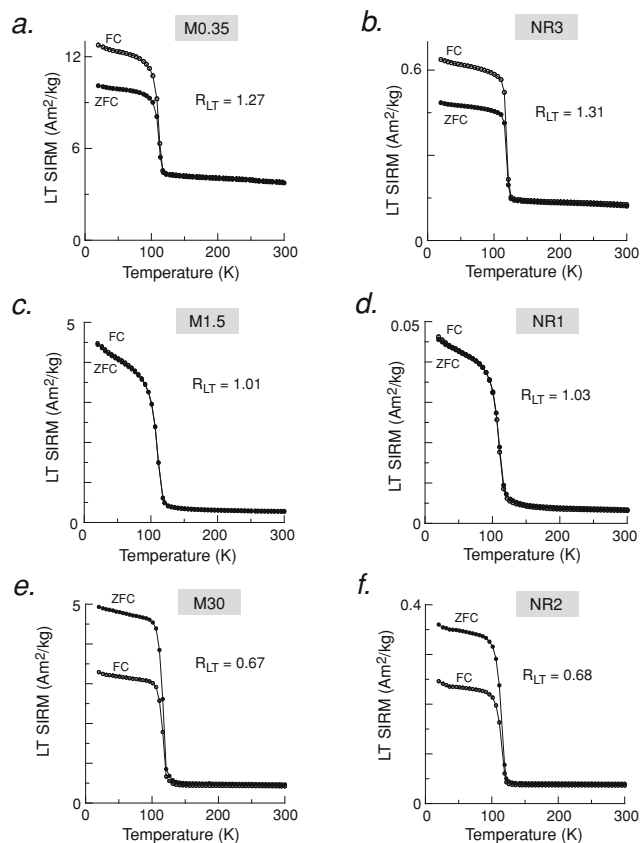 a.
M0.35
12
9
6
3
0
LT SIRM (Am²/kg)
FC
ZFC
R_LT = 1.27
0 100 200 300
Temperature (K)
b.
NR3
0.6
0
LT SIRM (Am²/kg)
FC
ZFC
R_LT = 1.31
0 100 200 300
Temperature (K)
c.
M1.5
5
0
LT SIRM (Am²/kg)
FC
ZFC
R_LT = 1.01
0 100 200 300
Temperature (K)
d.
NR1
0.05
0
LT SIRM (Am²/kg)
FC
ZFC
R_LT = 1.03
0 100 200 300
Temperature (K)
e.
M30
5
0
LT SIRM (Am²/kg)
ZFC
FC
R_LT = 0.67
0 100 200 300
Temperature (K)
f.
NR2
0.4
0
LT SIRM (Am²/kg)
ZFC
FC
R_LT = 0.68
0 100 200 300
Temperature (K)